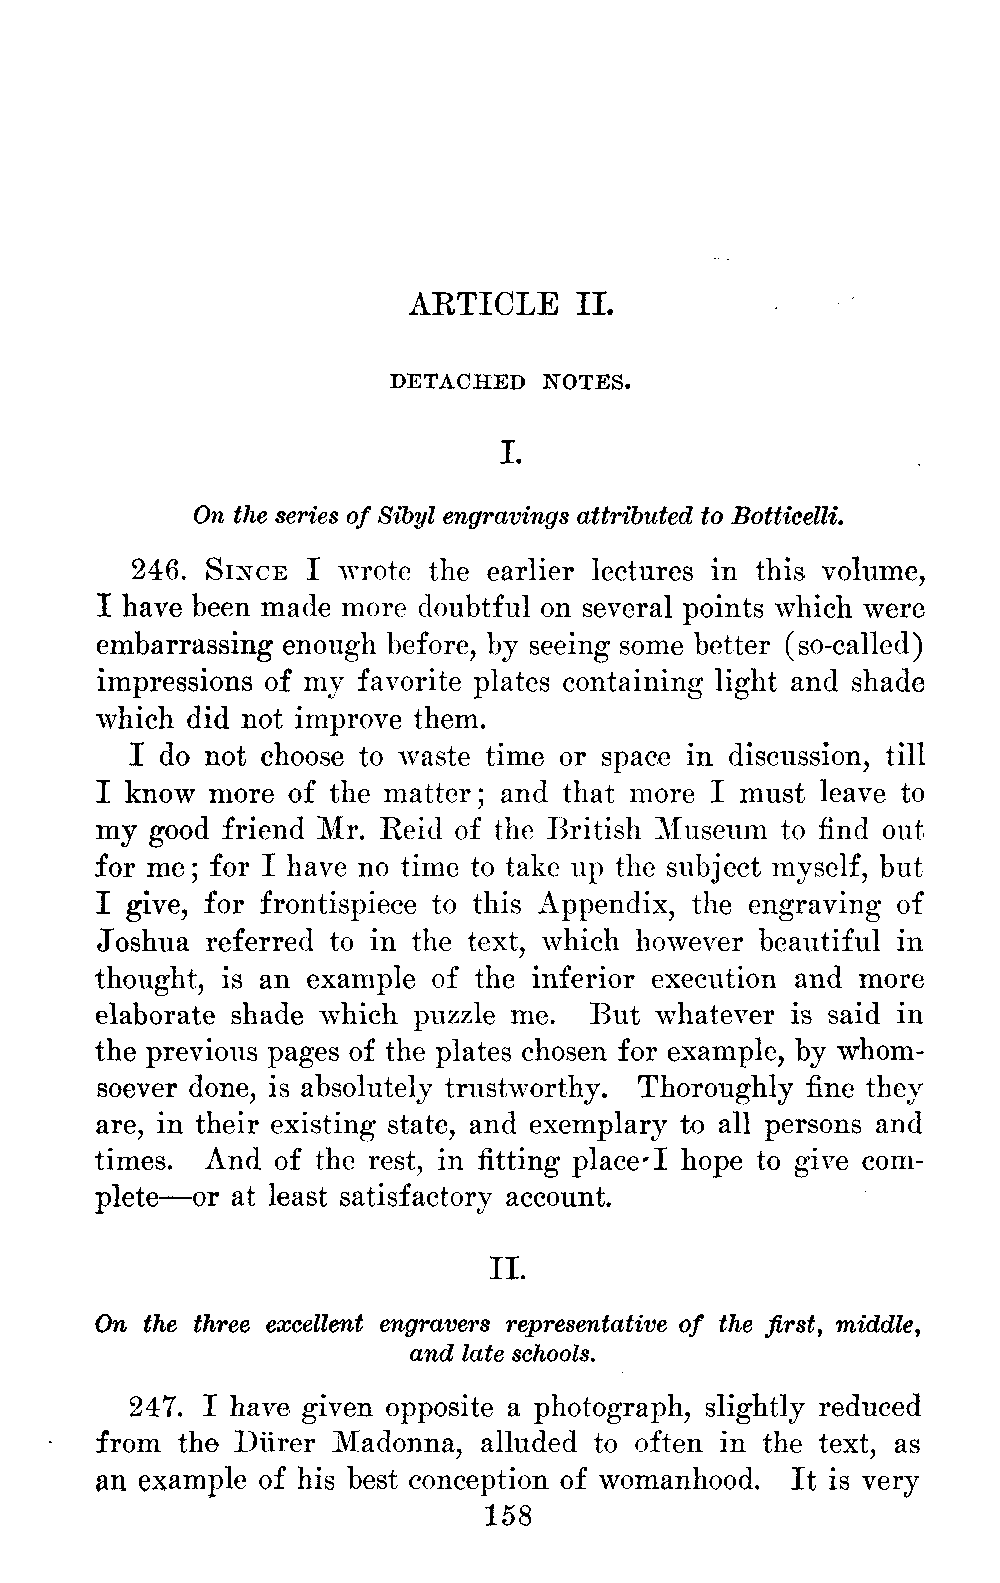 ARTICLE II.
DETACHED NOTES.
I.
On the series of Sibyl engravings attributed to Botticelli.
246. SINCE I wrote the earlier lectures in this volume,
I have been made more doubtful on several points which were
embarrassing enough before, by seeing some better (so-called)
impressions of my favorite plates containing light and shade
which did not improve them.
I do not choose to waste time or space in discussion, till
I know more of the matter; and that more I must leave to
my good friend Mr. Reid of the British Museum to find out
for me; for I have no time to take up the subject myself, but
I give, for frontispiece to this Appendix, the engraving of
Joshua referred to in the text, which however beautiful in
thought, is an example of the inferior execution and more
elaborate shade which puzzle me. But whatever is said in
the previous pages of the plates chosen for example, by whom-
soever done, is absolutely trustworthy. Thoroughly fine they
are, in their existing state, and exemplary to all persons and
times. And of the rest, in fitting place I hope to give com-
plete—or at least satisfactory account.
II.
On the three excellent engravers representative of the first, middle,
and late schools.
247. I have given opposite a photograph, slightly reduced
from the Dürer Madonna, alluded to often in the text, as
an example of his best conception of womanhood. It is very
158